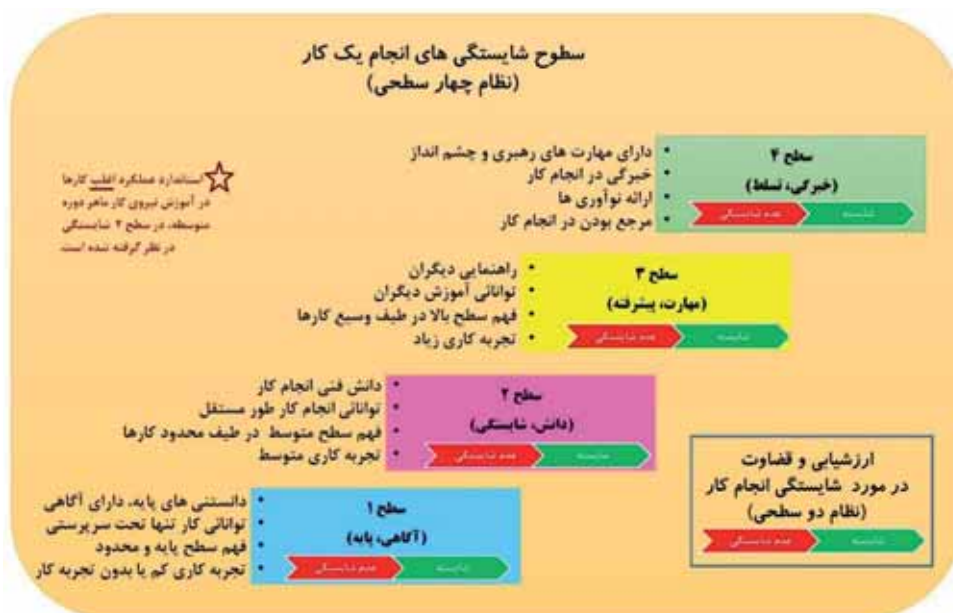 سطوح شایستگی های انجام یک کار
(نظام چهار سطحی)
سطح ۴
(خبرگی، تسلط)
شایسته
عدم شایستگی
• دارای مهارت های رهبری و چشم انداز
• خبرگی در انجام کار
• ارائه نوآوری ها
• مرجع بودن در انجام کار
استاندارد عملکرد اغلب کارها
در آموزش نیروی کار ماهر دوره
متوسطه، در سطح ۲ شایستگی
در نظر گرفته شده است
سطح ۳
(مهارت، پیشرفته)
شایسته
عدم شایستگی
• راهنمایی دیگران
• توانائی آموزش دیگران
• فهم سطح بالا در طیف وسیع کارها
• تجربه کاری زیاد
سطح ۲
(دانش، شایستگی)
شایسته
عدم شایستگی
• دانش فنی انجام کار
• توانائی انجام کار طور مستقل
• فهم سطح متوسط در طیف محدود کارها
• تجربه کاری متوسط
سطح ۱
(آگاهی، پایه)
شایسته
عدم شایستگی
• دانستنی های پایه، دارای آگاهی
• توانائی کار تنها تحت سرپرستی
• فهم سطح پایه و محدود
• تجربه کاری کم یا بدون تجربه کار
ارزشیابی و قضاوت
در مورد شایستگی انجام کار
(نظام دو سطحی)
شایسته
عدم شایستگی